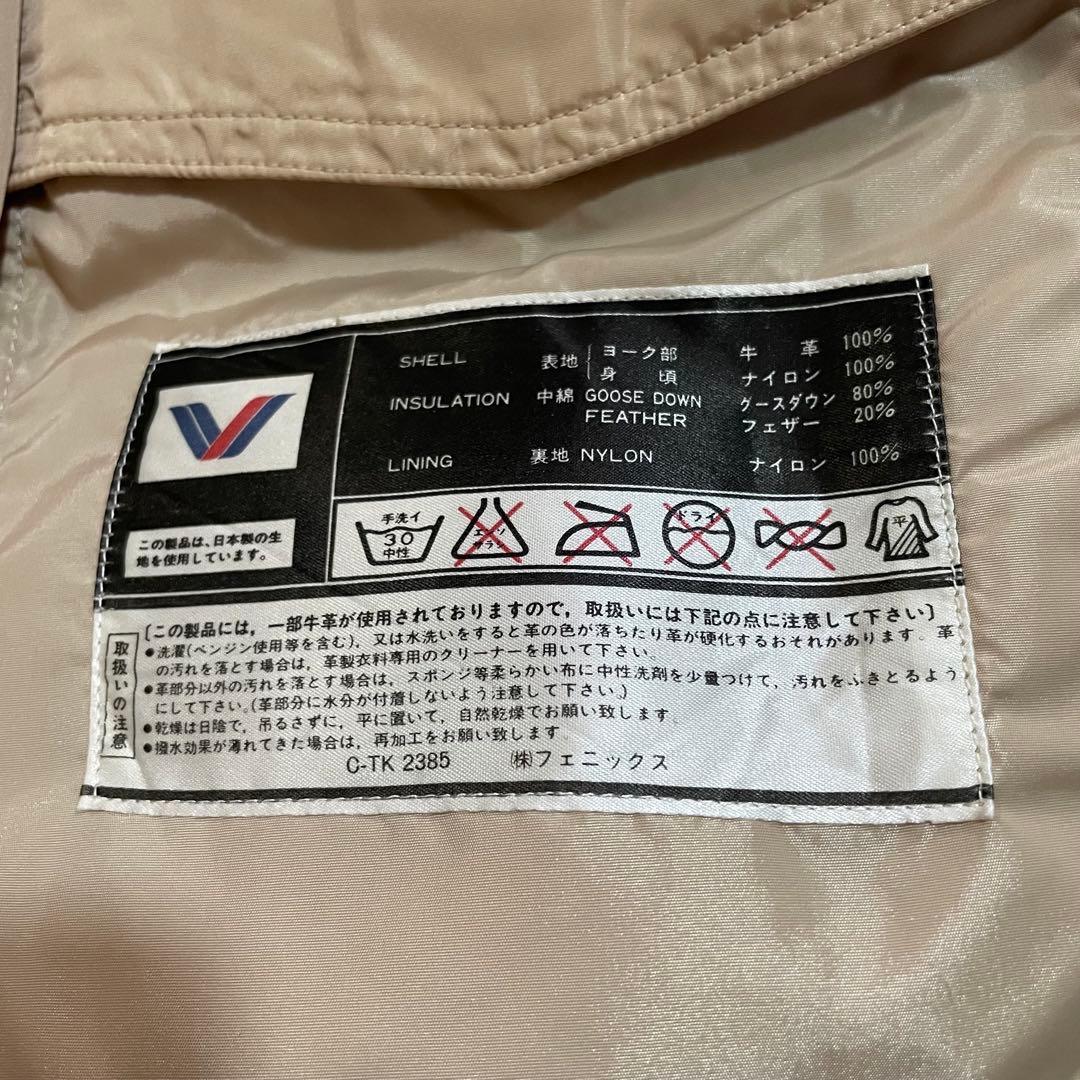 SHELL 表地 ヨーク部 牛 革 100%
身 頃 ナイロン 100%
INSULATION 中綿 GOOSE DOWN グースダウン 80%
FEATHER フェザー 20%
LINING 裏地 NYLON ナイロン 100%
この製品は、日本製の生
地を使用しています。
手洗イ
30
中性
エンソ
サラシ
ドライ
平
取扱いの注意
〔この製品には,一部牛革が使用されておりますので,取扱いには下記の点に注意して下さい〕
●洗濯(ベンジン使用等を含む),又は水洗いをすると革の色が落ちたり革が硬化するおそれがあります.革
の汚れを落とす場合は,革製衣料専用のクリーナーを用いて下さい.
●革部分以外の汚れを落とす場合は,スポンジ等柔らかい布に中性洗剤を少量つけて,汚れをふきとるよう
にして下さい.(革部分に水分が付着しないよう注意して下さい.)
●乾燥は日陰で,吊るさずに,平に置いて,自然乾燥でお願い致します.
●撥水効果が薄れてきた場合は,再加工をお願い致します.
C-TK 2385 ㈱フェニックス